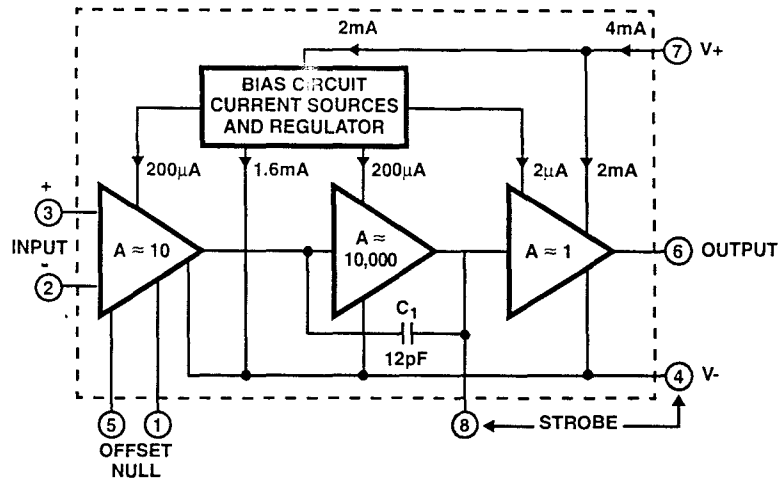 2mA
4mA
7
V+
BIAS CIRCUIT
CURRENT SOURCES
AND REGULATOR
200µA
1.6mA
200µA
2µA
2mA
+
3
INPUT
-
2
A ≈ 10
A ≈
10,000
A ≈ 1
6
OUTPUT
C1
12pF
4
V-
5
1
8
STROBE
OFFSET
NULL